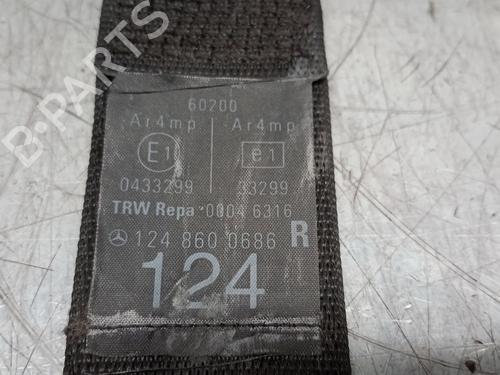 60200
Ar4mp Ar4mp
E1 e1
0433299 33299
TRW Repa 0004 6316
124 860 0686 R
124
B-PARTS